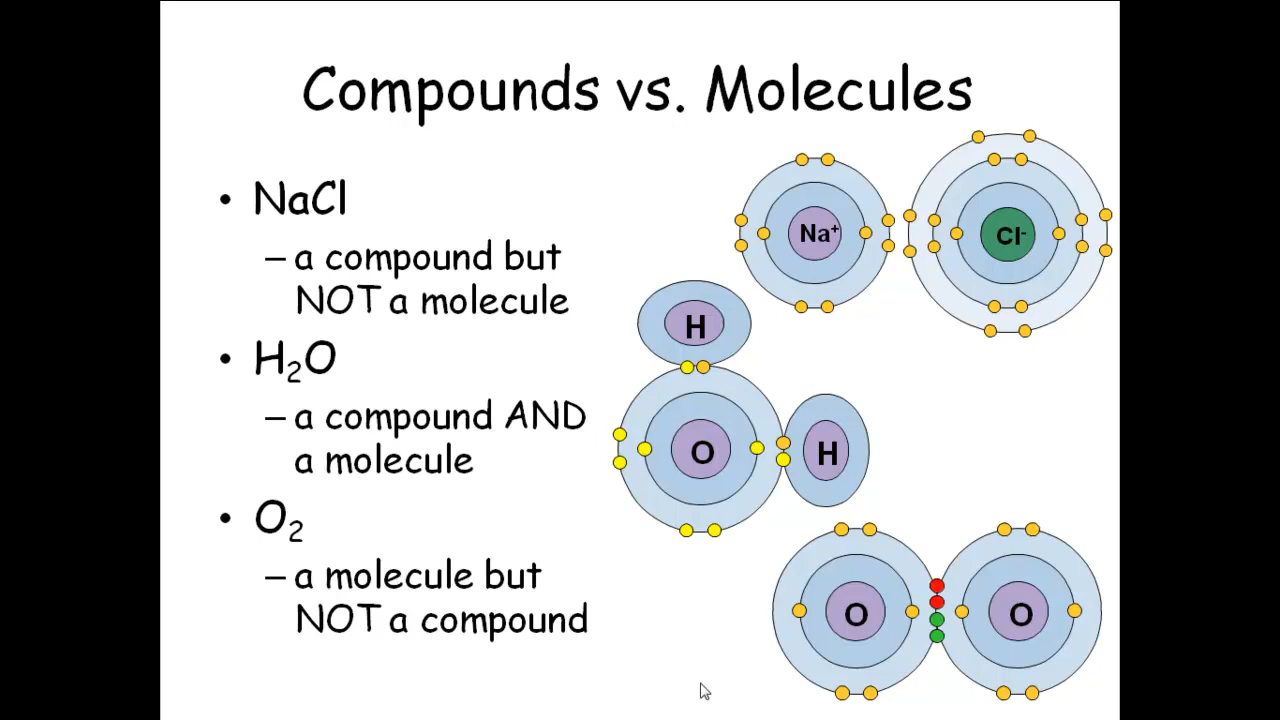 Compounds vs. Molecules
• NaCl
– a compound but
NOT a molecule
• H₂O
– a compound AND
a molecule
• O₂
– a molecule but
NOT a compound
Na⁺
Cl⁻
H
O
H
O
O